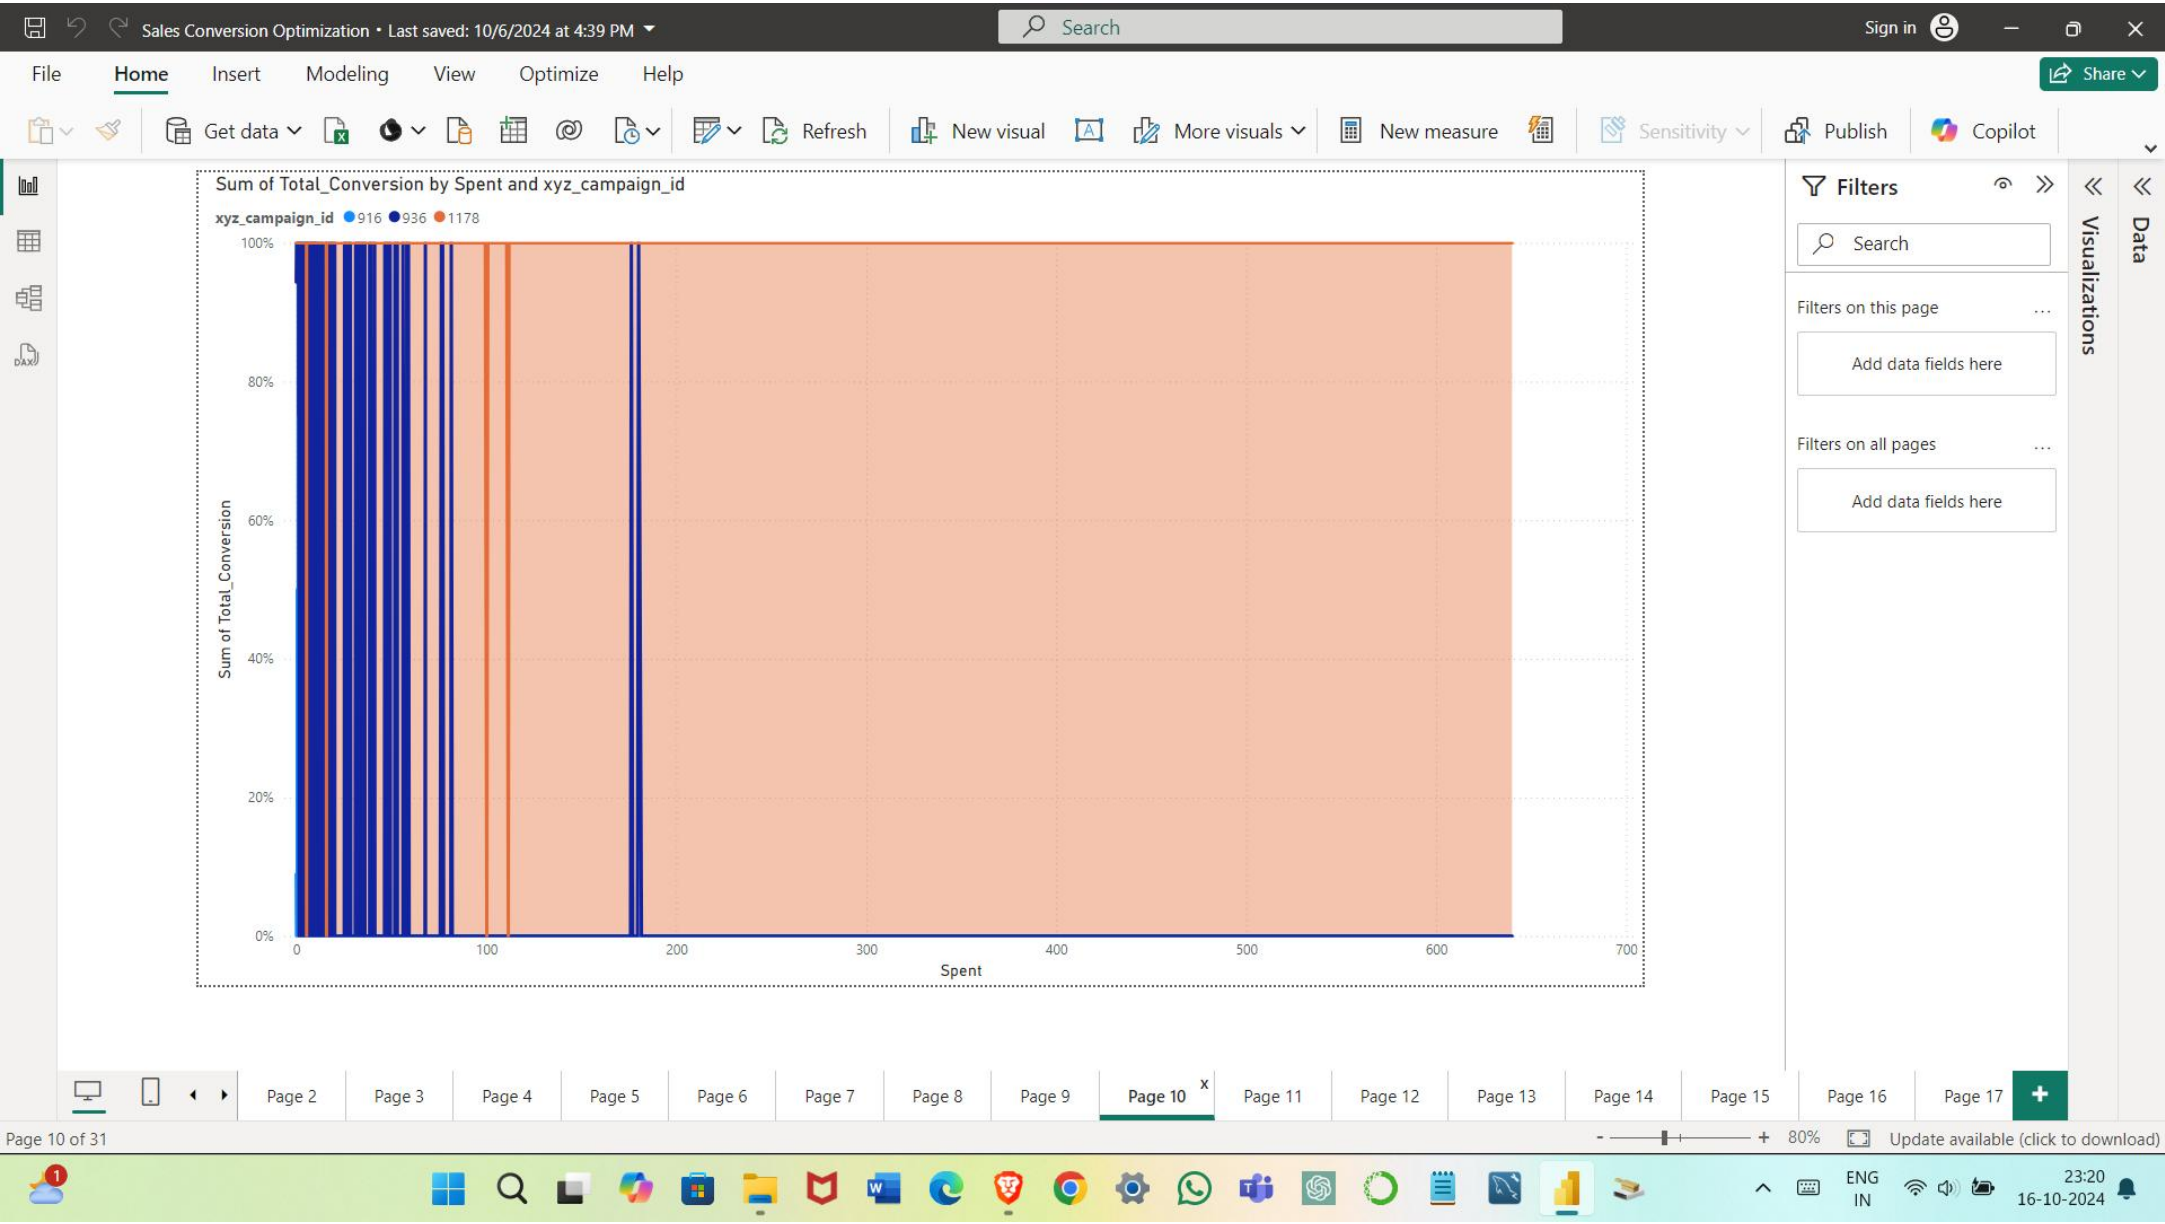 Sales Conversion Optimization • Last saved: 10/6/2024 at 4:39 PM
Search
Sign in
File Home Insert Modeling View Optimize Help
Share
Get data
Refresh
New visual
A
More visuals
New measure
Sensitivity
Publish
Copilot
DAX
Sum of Total_Conversion by Spent and xyz_campaign_id
xyz_campaign_id 916 936 1178
100%
80%
60%
40%
20%
0%
Sum of Total_Conversion
0 100 200 300 400 500 600 700
Spent
Filters
Search
Filters on this page ...
Add data fields here
Filters on all pages ...
Add data fields here
Visualizations
Data
Page 2 Page 3 Page 4 Page 5 Page 6 Page 7 Page 8 Page 9 Page 10 x Page 11 Page 12 Page 13 Page 14 Page 15 Page 16 Page 17 +
Page 10 of 31
- + 80%
Update available (click to download)
1
W
T
ENG
IN
23:20
16-10-2024